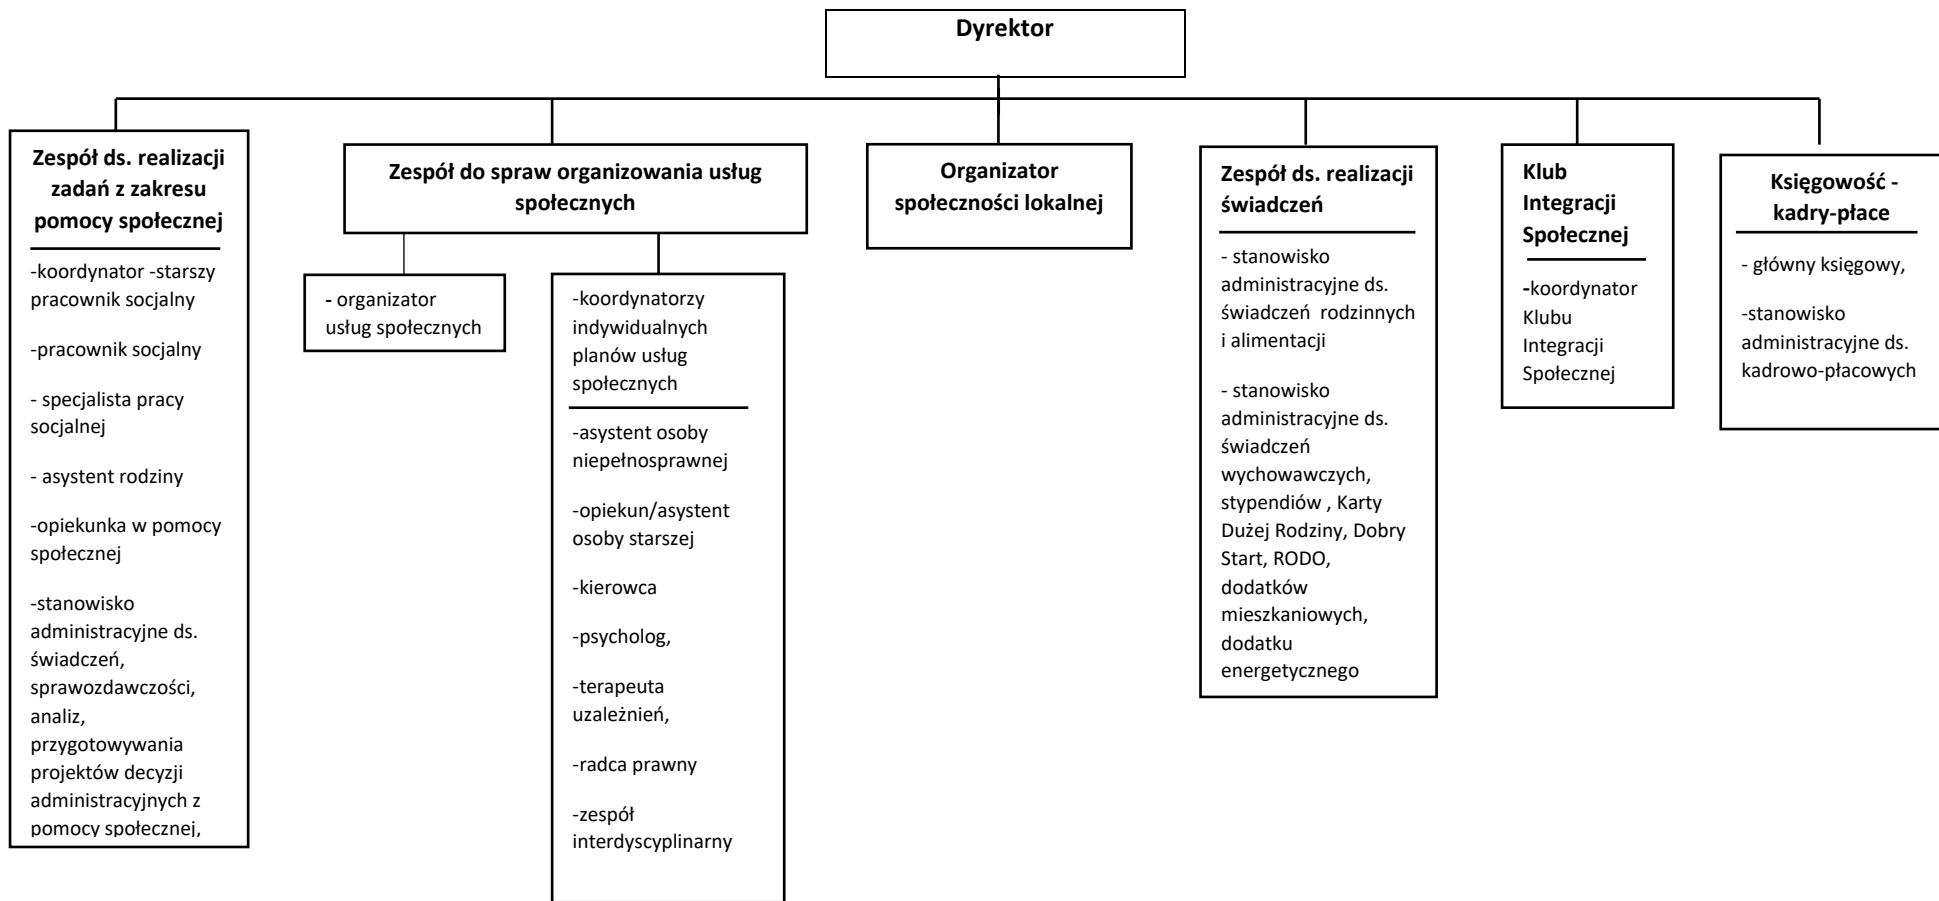 Dyrektor
Zespół ds. realizacji
zadań z zakresu
pomocy społecznej
-koordynator -starszy
pracownik socjalny
-pracownik socjalny
- specjalista pracy
socjalnej
- asystent rodziny
-opiekunka w pomocy
społecznej
-stanowisko
administracyjne ds.
świadczeń,
sprawozdawczości,
analiz,
przygotowywania
projektów decyzji
administracyjnych z
pomocy społecznej,
Zespół do spraw organizowania usług
społecznych
- organizator
usług społecznych
-koordynatorzy
indywidualnych
planów usług
społecznych
-asystent osoby
niepełnosprawnej
-opiekun/asystent
osoby starszej
-kierowca
-psycholog,
-terapeuta
uzależnień,
-radca prawny
-zespół
interdyscyplinarny
Organizator
społeczności lokalnej
Zespół ds. realizacji
świadczeń
- stanowisko
administracyjne ds.
świadczeń  rodzinnych
i alimentacji
- stanowisko
administracyjne ds.
świadczeń
wychowawczych,
stypendiów , Karty
Dużej Rodziny, Dobry
Start, RODO,
dodatków
mieszkaniowych,
dodatku
energetycznego
Klub
Integracji
Społecznej
-koordynator
Klubu
Integracji
Społecznej
Księgowość -
kadry-płace
- główny księgowy,
-stanowisko
administracyjne ds.
kadrowo-płacowych